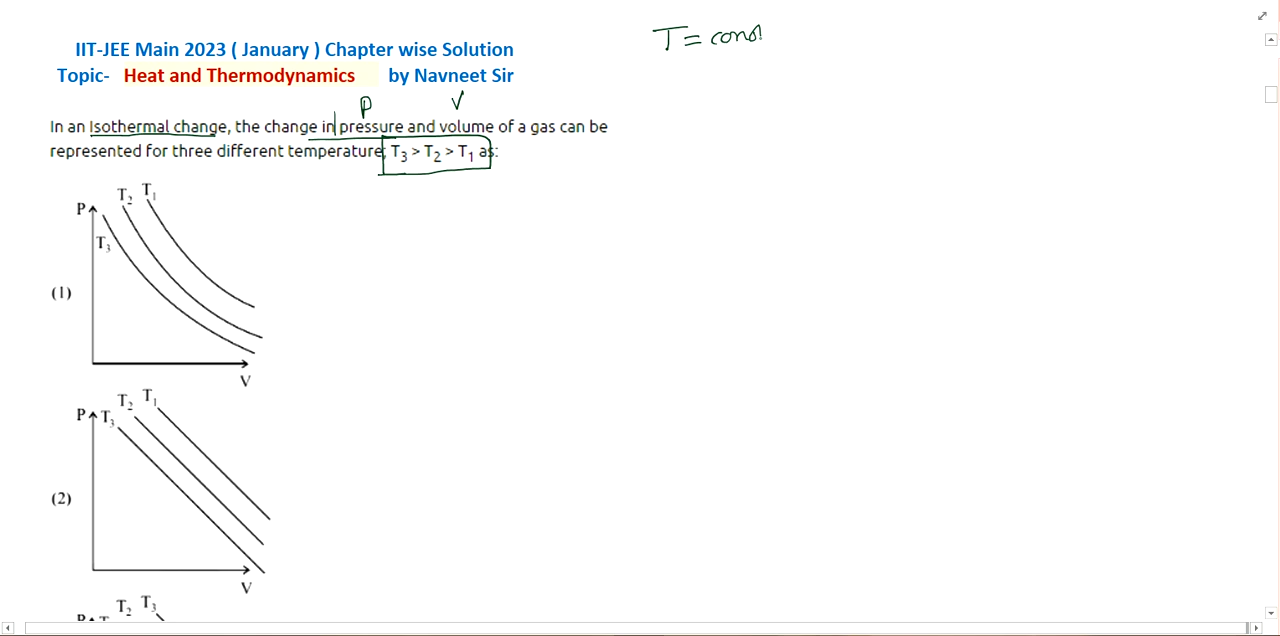 T = const
IIT-JEE Main 2023 ( January ) Chapter wise Solution
Topic- Heat and Thermodynamics by Navneet Sir
P V
In an Isothermal change, the change in pressure and volume of a gas can be
represented for three different temperature; T₃ > T₂ > T₁ as:
T₂ T₁
P
T₃
(1)
V
T₂ T₁
P T₃
(2)
V
T₂ T₃